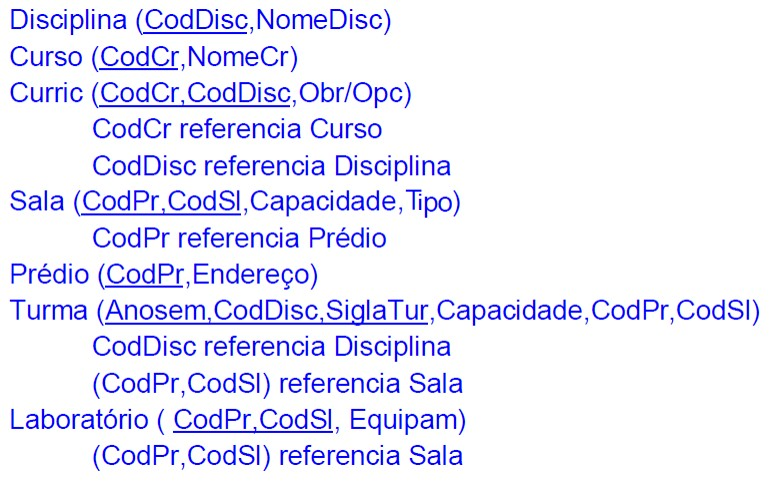 Disciplina (CodDisc,NomeDisc)
Curso (CodCr,NomeCr)
Curric (CodCr,CodDisc,Obr/Opc)
CodCr referencia Curso
CodDisc referencia Disciplina
Sala (CodPr,CodSl,Capacidade,Tipo)
CodPr referencia Prédio
Prédio (CodPr,Endereço)
Turma (Anosem,CodDisc,SiglaTur,Capacidade,CodPr,CodSl)
CodDisc referencia Disciplina
(CodPr,CodSl) referencia Sala
Laboratório ( CodPr,CodSl, Equipam)
(CodPr,CodSl) referencia Sala